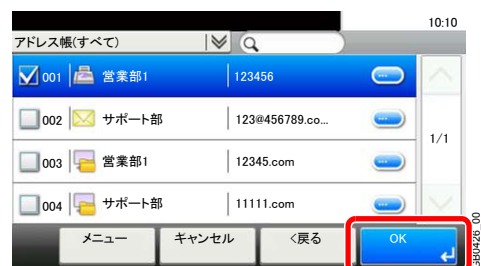 10:10
アドレス帳(すべて)
001 営業部1 123456
002 サポート部 123@456789.co...
1/1
003 営業部1 12345.com
004 サポート部 11111.com
メニュー キャンセル <戻る OK
GB0426_00